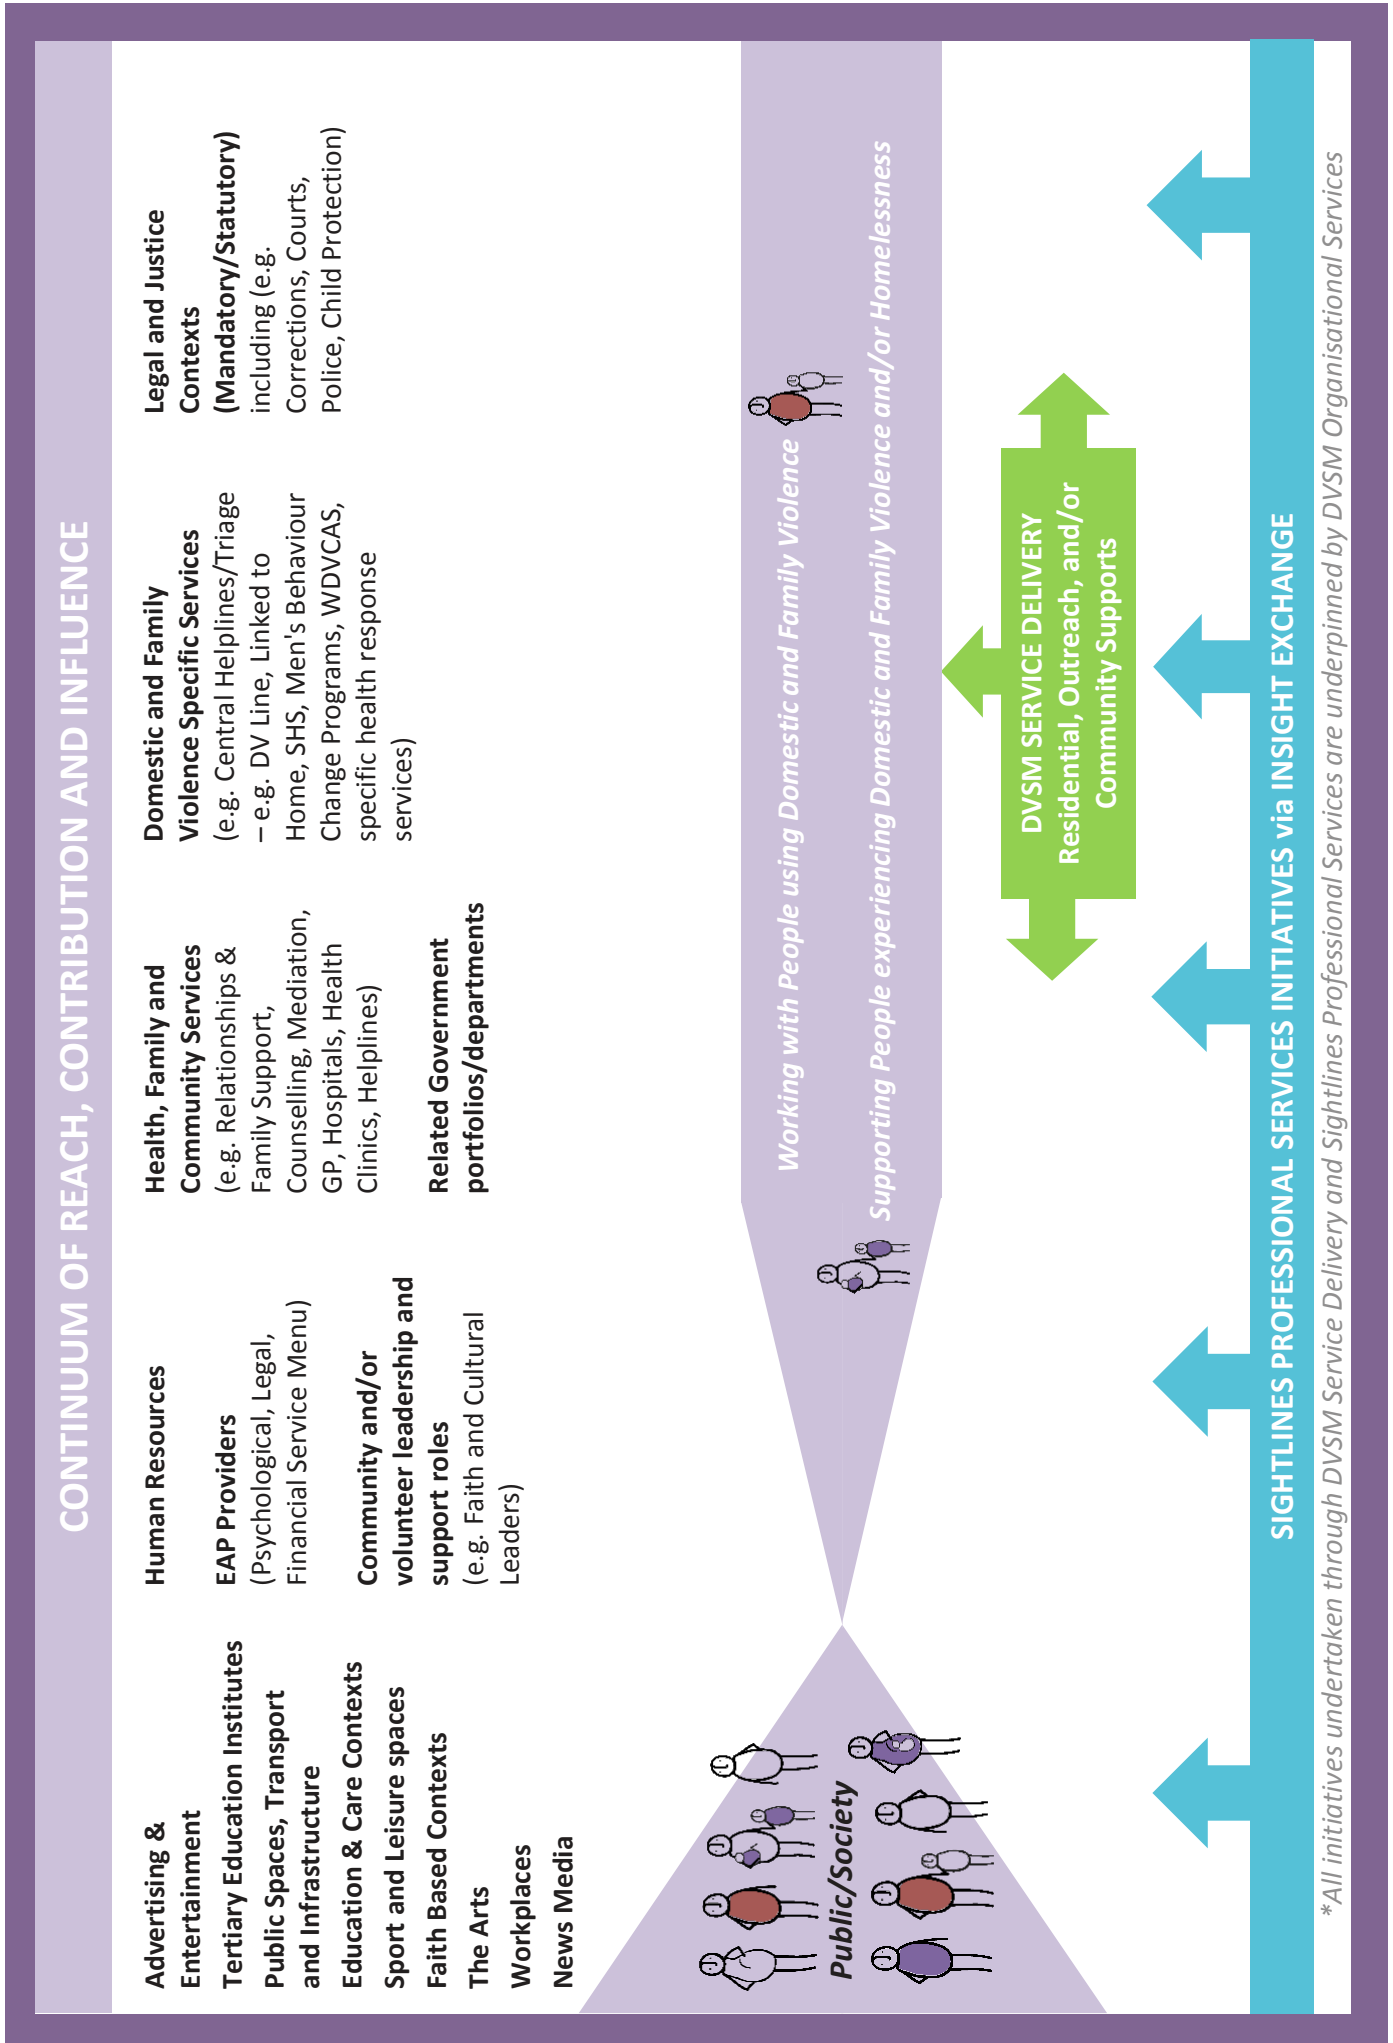 CONTINUUM OF REACH, CONTRIBUTION AND INFLUENCE
Advertising &
Entertainment
Tertiary Education Institutes
Public Spaces, Transport
and Infrastructure
Education & Care Contexts
Sport and Leisure spaces
Faith Based Contexts
The Arts
Workplaces
News Media
Human Resources
EAP Providers
(Psychological, Legal,
Financial Service Menu)
Community and/or
volunteer leadership and
support roles
(e.g. Faith and Cultural
Leaders)
Health, Family and
Community Services
(e.g. Relationships &
Family Support,
Counselling, Mediation,
GP, Hospitals, Health
Clinics, Helplines)
Related Government
portfolios/departments
Domestic and Family
Violence Specific Services
(e.g. Central Helplines/Triage
– e.g. DV Line, Linked to
Home, SHS, Men's Behaviour
Change Programs, WDVCAS,
specific health response
services)
Legal and Justice
Contexts
(Mandatory/Statutory)
including (e.g.
Corrections, Courts,
Police, Child Protection)
Public/Society
Working with People using Domestic and Family Violence
Supporting People experiencing Domestic and Family Violence and/or Homelessness
DVSM SERVICE DELIVERY
Residential, Outreach, and/or
Community Supports
SIGHTLINES PROFESSIONAL SERVICES INITIATIVES via INSIGHT EXCHANGE
*All initiatives undertaken through DVSM Service Delivery and Sightlines Professional Services are underpinned by DVSM Organisational Services